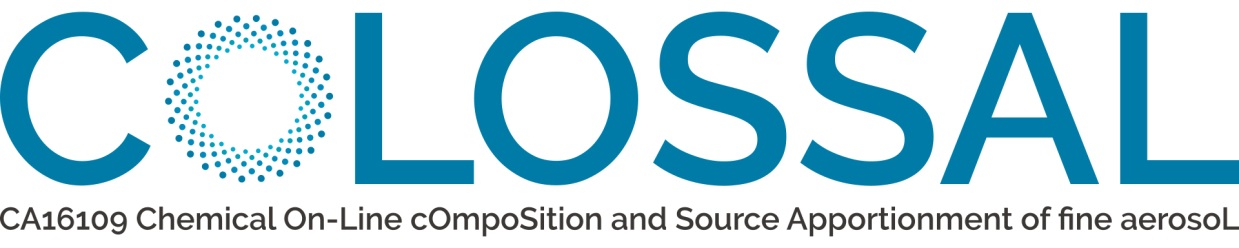 COLOSSAL
CA16109 Chemical On-Line cOmpoSition and Source Apportionment of fine aerosoL